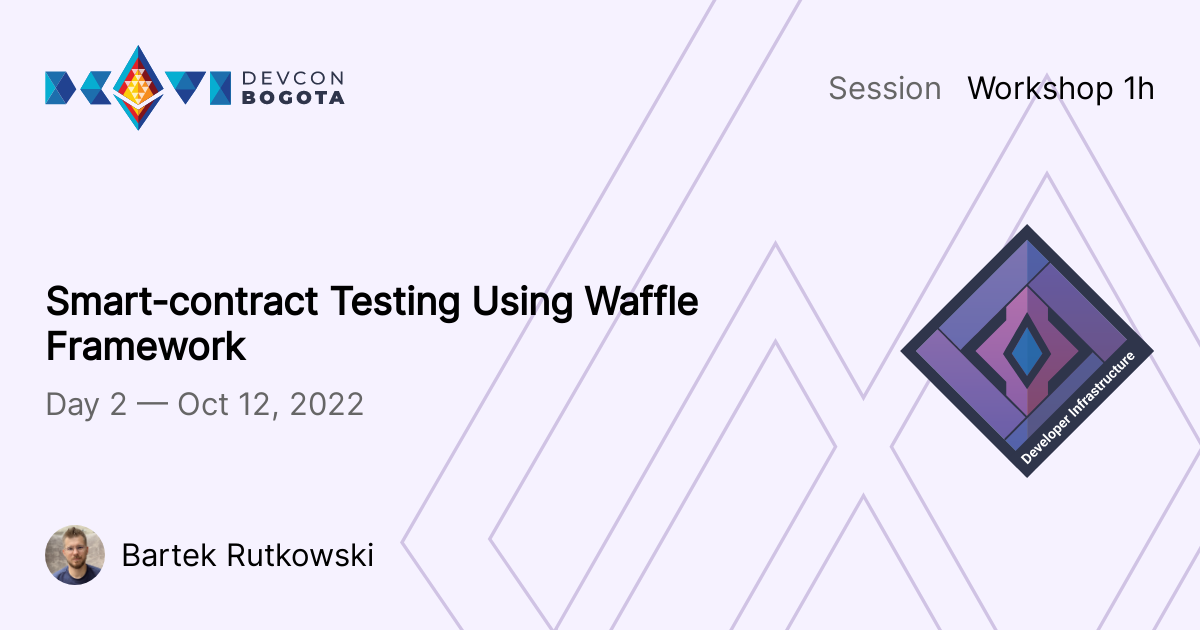 DEVCON
BOGOTA
Session Workshop 1h
Smart-contract Testing Using Waffle
Framework
Day 2 — Oct 12, 2022
Developer Infrastructure
Bartek Rutkowski